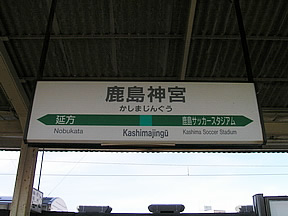 鹿島神宮
かしまじんぐう
延方
鹿島サッカースタジアム
Nobukata
Kashimajingū
Kashima Soccer Stadium